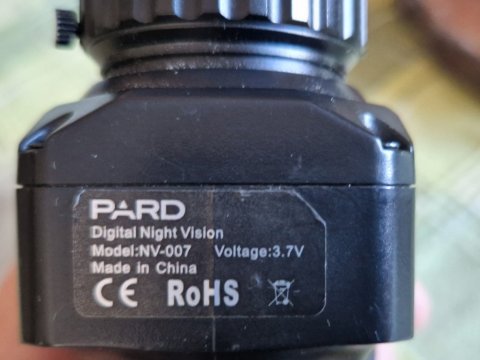 PARD
Digital Night Vision
Model:NV-007 Voltage:3.7V
Made in China
CE RoHS